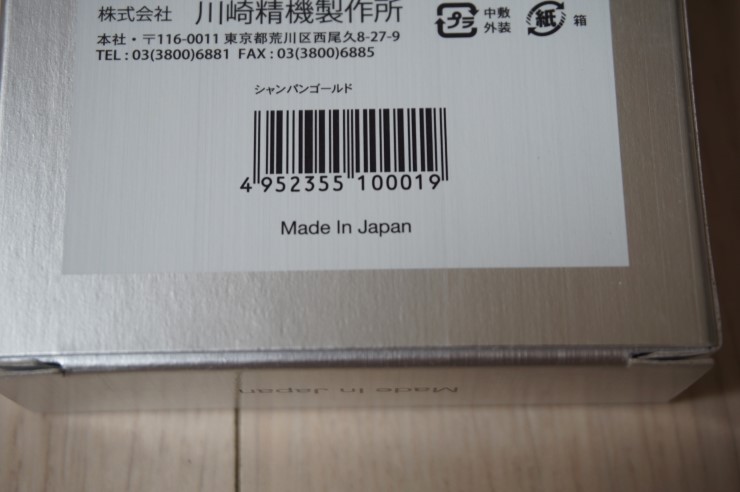 株式会社 川崎精機製作所
本社・〒116-0011 東京都荒川区西尾久8-27-9
TEL : 03(3800)6881 FAX : 03(3800)6885
プラ 中敷 外装
紙 箱
シャンパンゴールド
4 952355 100019
Made In Japan
Made In Japan